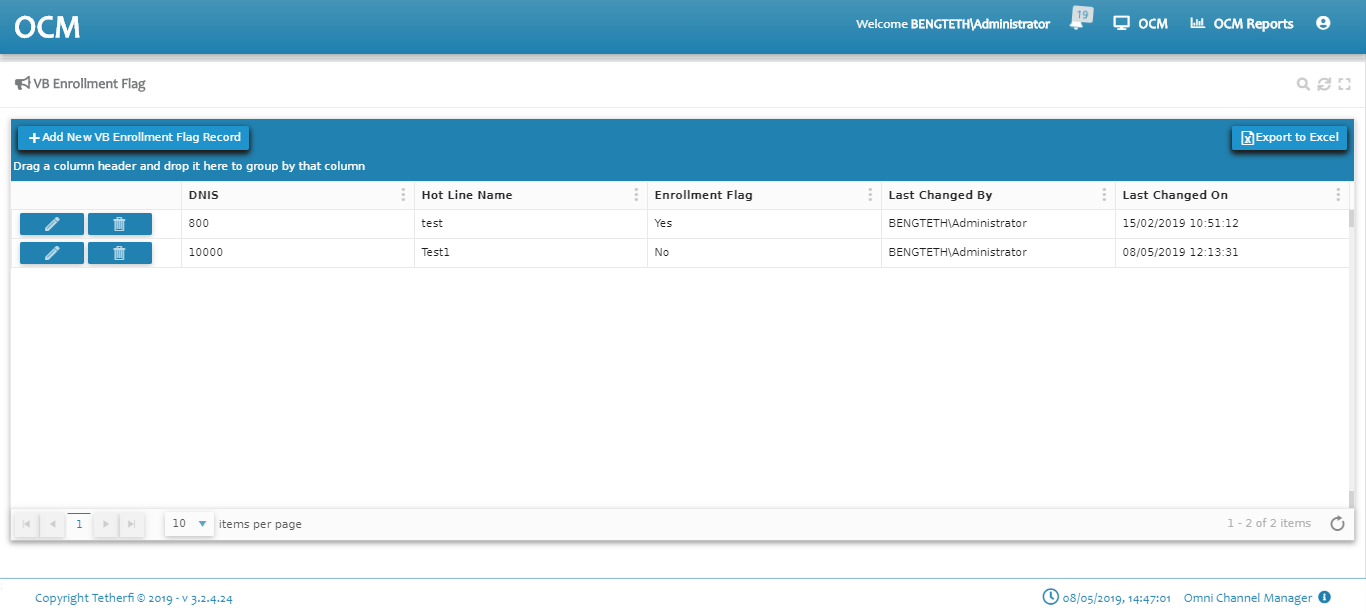 OCM
Welcome BENGTETH\Administrator 19 OCM OCM Reports
VB Enrollment Flag
Add New VB Enrollment Flag Record Export to Excel
Drag a column header and drop it here to group by that column
DNIS Hot Line Name Enrollment Flag Last Changed By Last Changed On
800 test Yes BENGTETH\Administrator 15/02/2019 10:51:12
10000 Test1 No BENGTETH\Administrator 08/05/2019 12:13:31
1 10 items per page 1 - 2 of 2 items
Copyright Tetherfi © 2019 - v 3.2.4.24 08/05/2019, 14:47:01 Omni Channel Manager